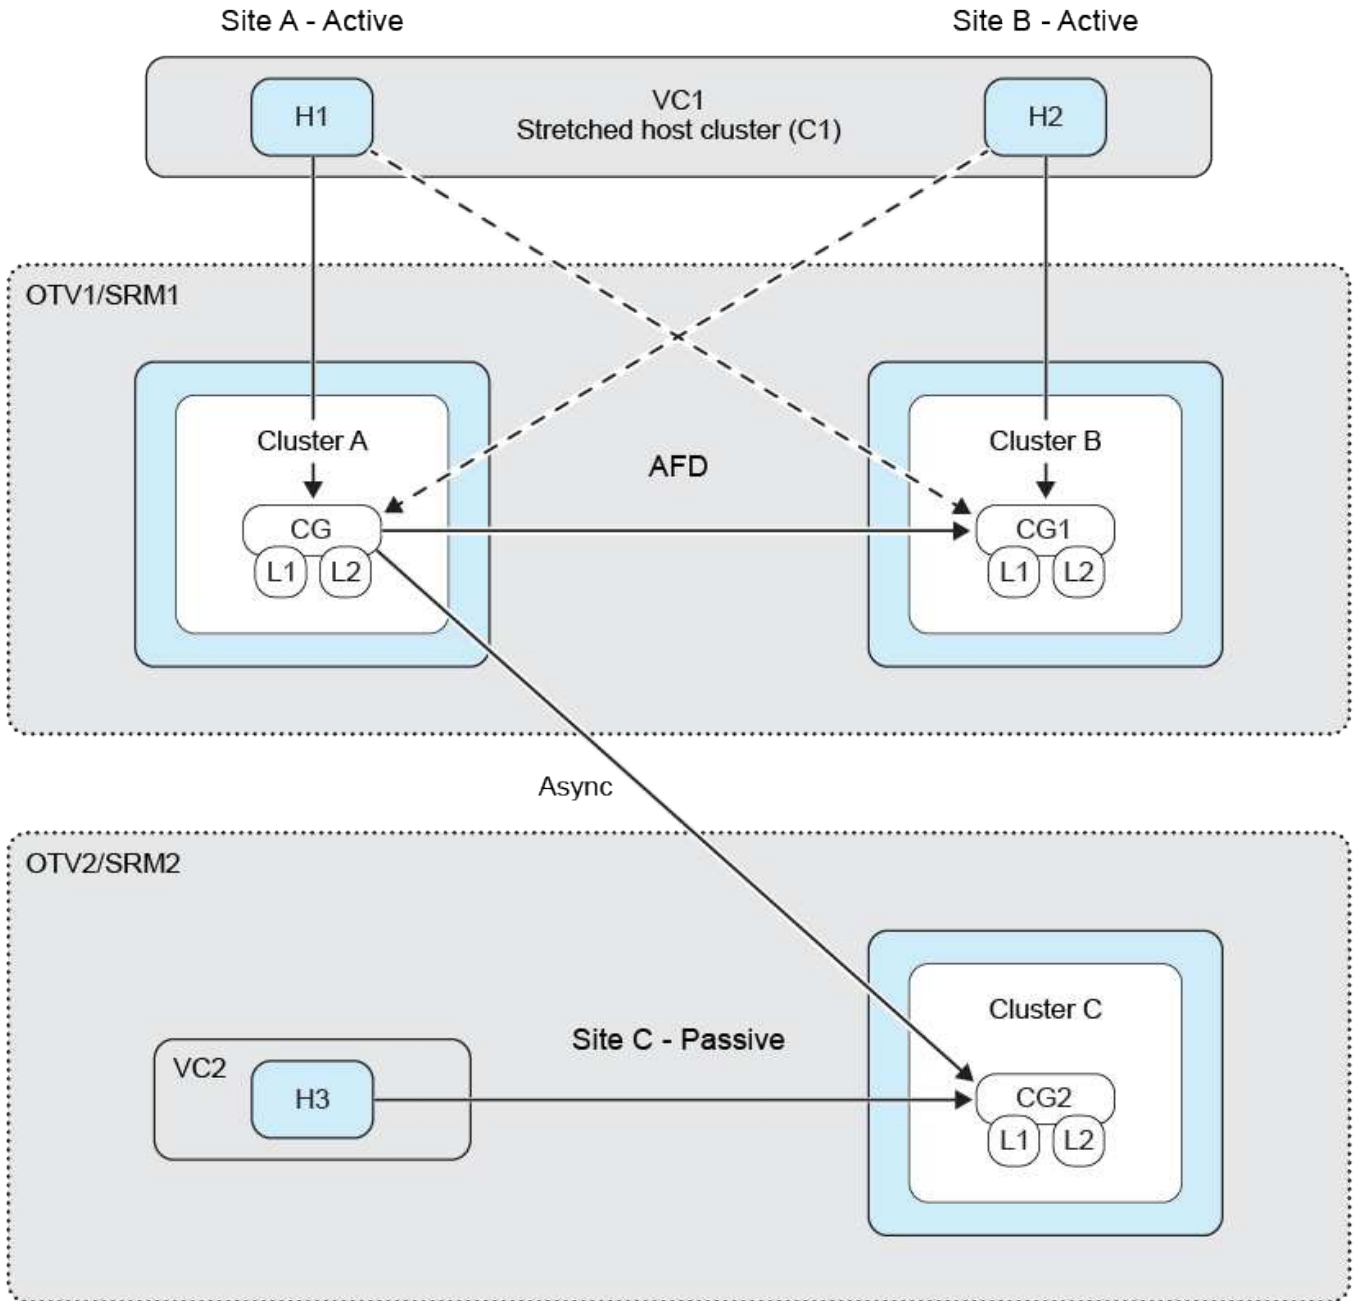 Site A - Active
Site B - Active
H1
VC1
Stretched host cluster (C1)
H2
OTV1/SRM1
Cluster A
Cluster B
AFD
CG
CG1
L1
L2
L1
L2
Async
OTV2/SRM2
Cluster C
Site C - Passive
VC2
H3
CG2
L1
L2